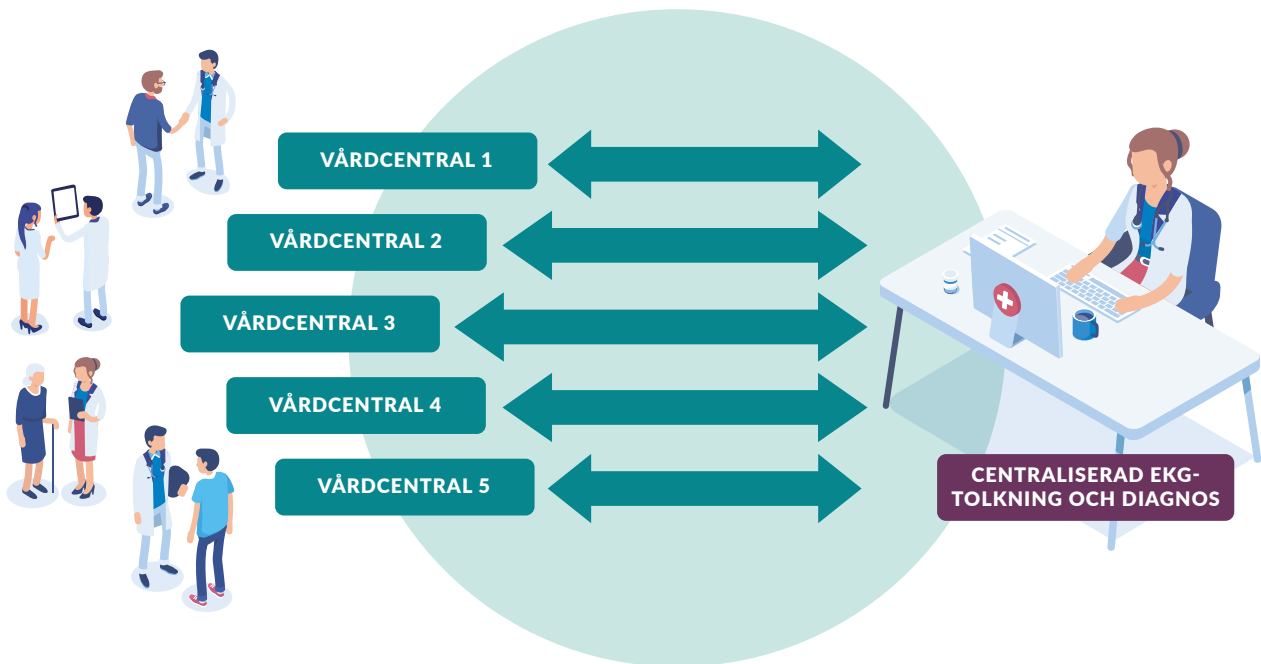 VÅRDCENTRAL 1
VÅRDCENTRAL 2
VÅRDCENTRAL 3
VÅRDCENTRAL 4
VÅRDCENTRAL 5
CENTRALISERAD EKG-
TOLKNING OCH DIAGNOS